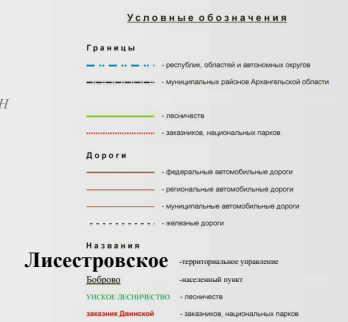 Условные обозначения
Границы
- республик, областей и автономных округов
- муниципальных районов Архангельской области
Н
- лесничеств
- заказников, национальных парков
Дороги
- федеральные автомобильные дороги
- региональные автомобильные дороги
- муниципальные автомобильные дороги
- железные дороги
Названия
Лисестровское -территориальное управление
Боброво -населенный пункт
УНСКОЕ ЛЕСНИЧЕСТВО - лесничеств
заказник Двинской - заказников, национальных парков